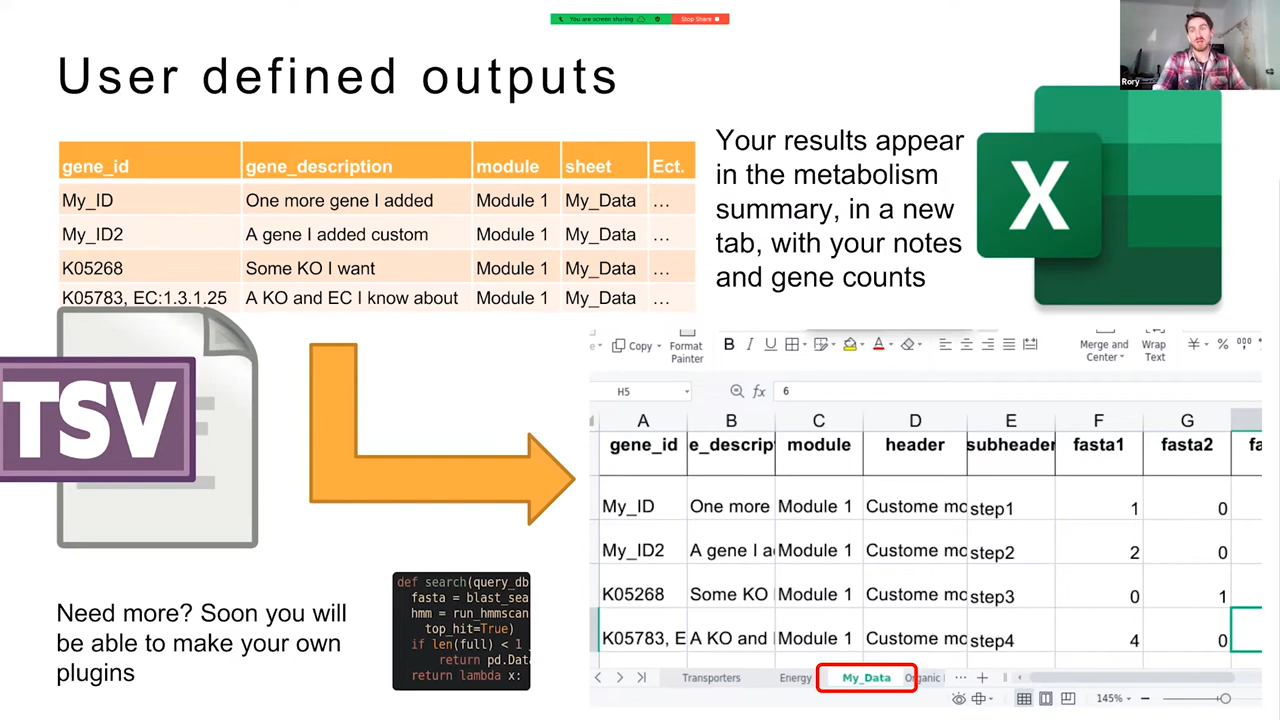 You are screen sharing Stop Share
Rory
User defined outputs
gene_id gene_description module sheet Ect.
My_ID One more gene I added Module 1 My_Data …
My_ID2 A gene I added custom Module 1 My_Data …
K05268 Some KO I want Module 1 My_Data …
K05783, EC:1.3.1.25 A KO and EC I know about Module 1 My_Data …
Your results appear
in the metabolism
summary, in a new
tab, with your notes
and gene counts
X
TSV
Copy Format Painter B I U A Merge and Center Wrap Text ¥ % 000
H5 fx 6
A B C D E F G
gene_id e_descrip module header subheader fasta1 fasta2 fa
My_ID One more Module 1 Custome mo step1 1 0
My_ID2 A gene I a Module 1 Custome mo step2 2 0
K05268 Some KO Module 1 Custome mo step3 0 1
K05783, E A KO and Module 1 Custome mo step4 4 0
Transporters Energy My_Data Organic
145%
Need more? Soon you will
be able to make your own
plugins
def search(query_db
fasta = blast_sea
hmm = run_hmmscan
top_hit=True)
if len(full) < 1
return pd.Data
return lambda x: